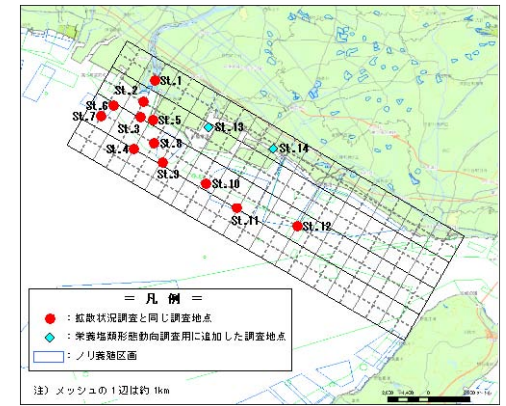 St.1
St.2
St.6
St.7
St.5
St.3
St.13
St.4
St.8
St.14
St.9
St.10
St.11
St.12
= 凡 例 =
：拡散状況調査と同じ調査地点
：栄養塩類形態動向調査用に追加した調査地点
：ノリ養殖区画
注） メッシュの１辺は約 1km